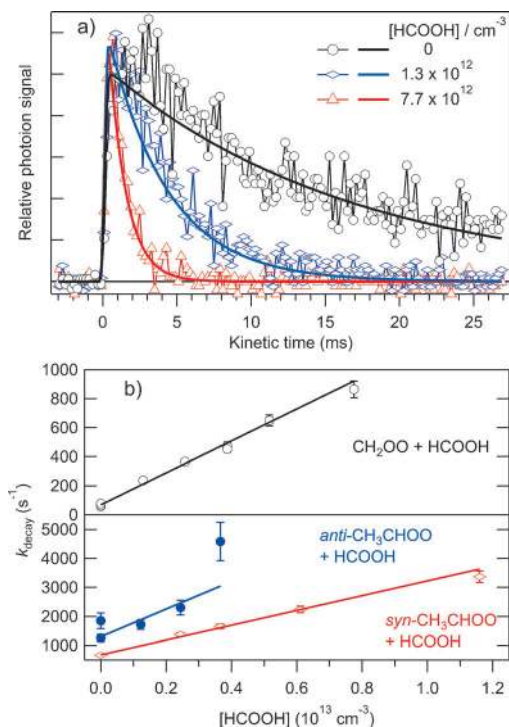 a)
[HCOOH] / cm⁻³
0
1.3 x 10¹²
7.7 x 10¹²
Relative photoion signal
0 5 10 15 20 25
Kinetic time (ms)
b)
1000
800
600
400
200
0
CH₂OO + HCOOH
k_decay (s⁻¹)
5000
4000
3000
2000
1000
anti-CH₃CHOO
+ HCOOH
syn-CH₃CHOO
+ HCOOH
0.0 0.2 0.4 0.6 0.8 1.0 1.2
[HCOOH] (10¹³ cm⁻³)